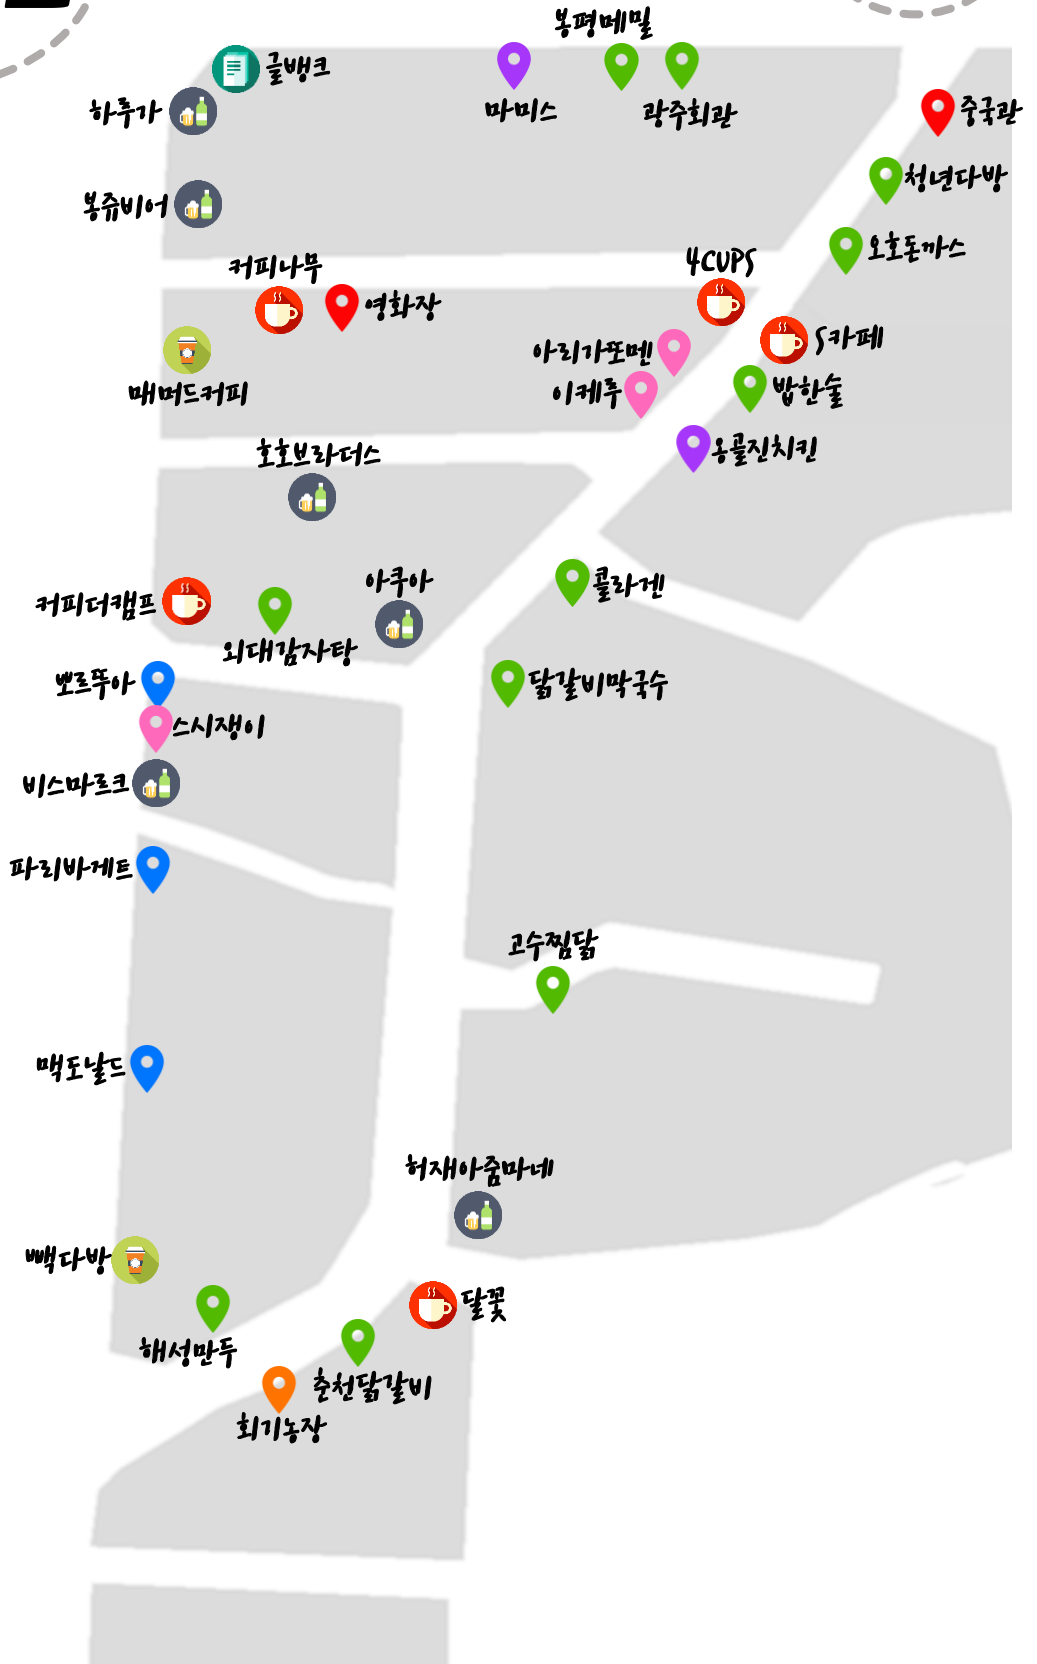 봉평메밀
글뱅크
하루가
마미스
광주회관
중국관
청년다방
봉쥬비어
오호돈까스
커피나무
4CUPS
영화장
S카페
아리가또멘
이케루
밥한술
매머드커피
옹골진치킨
호호브라더스
아쿠아
콜라겐
커피더캠프
외대감자탕
뽀르뚜아
닭갈비막국수
스시쟁이
비스마르크
파리바게트
고수찜닭
맥도날드
허재아줌마네
빽다방
달꽃
해성만두
춘천닭갈비
회기농장